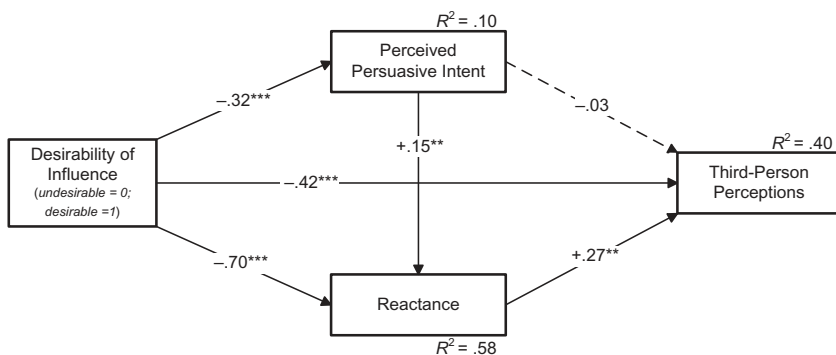 R² = .10
Perceived
Persuasive Intent
–.32***
–.03
+.15**
R² = .40
Desirability of
Influence
(undesirable = 0;
desirable =1)
–.42***
Third-Person
Perceptions
–.70***
+.27**
Reactance
R² = .58